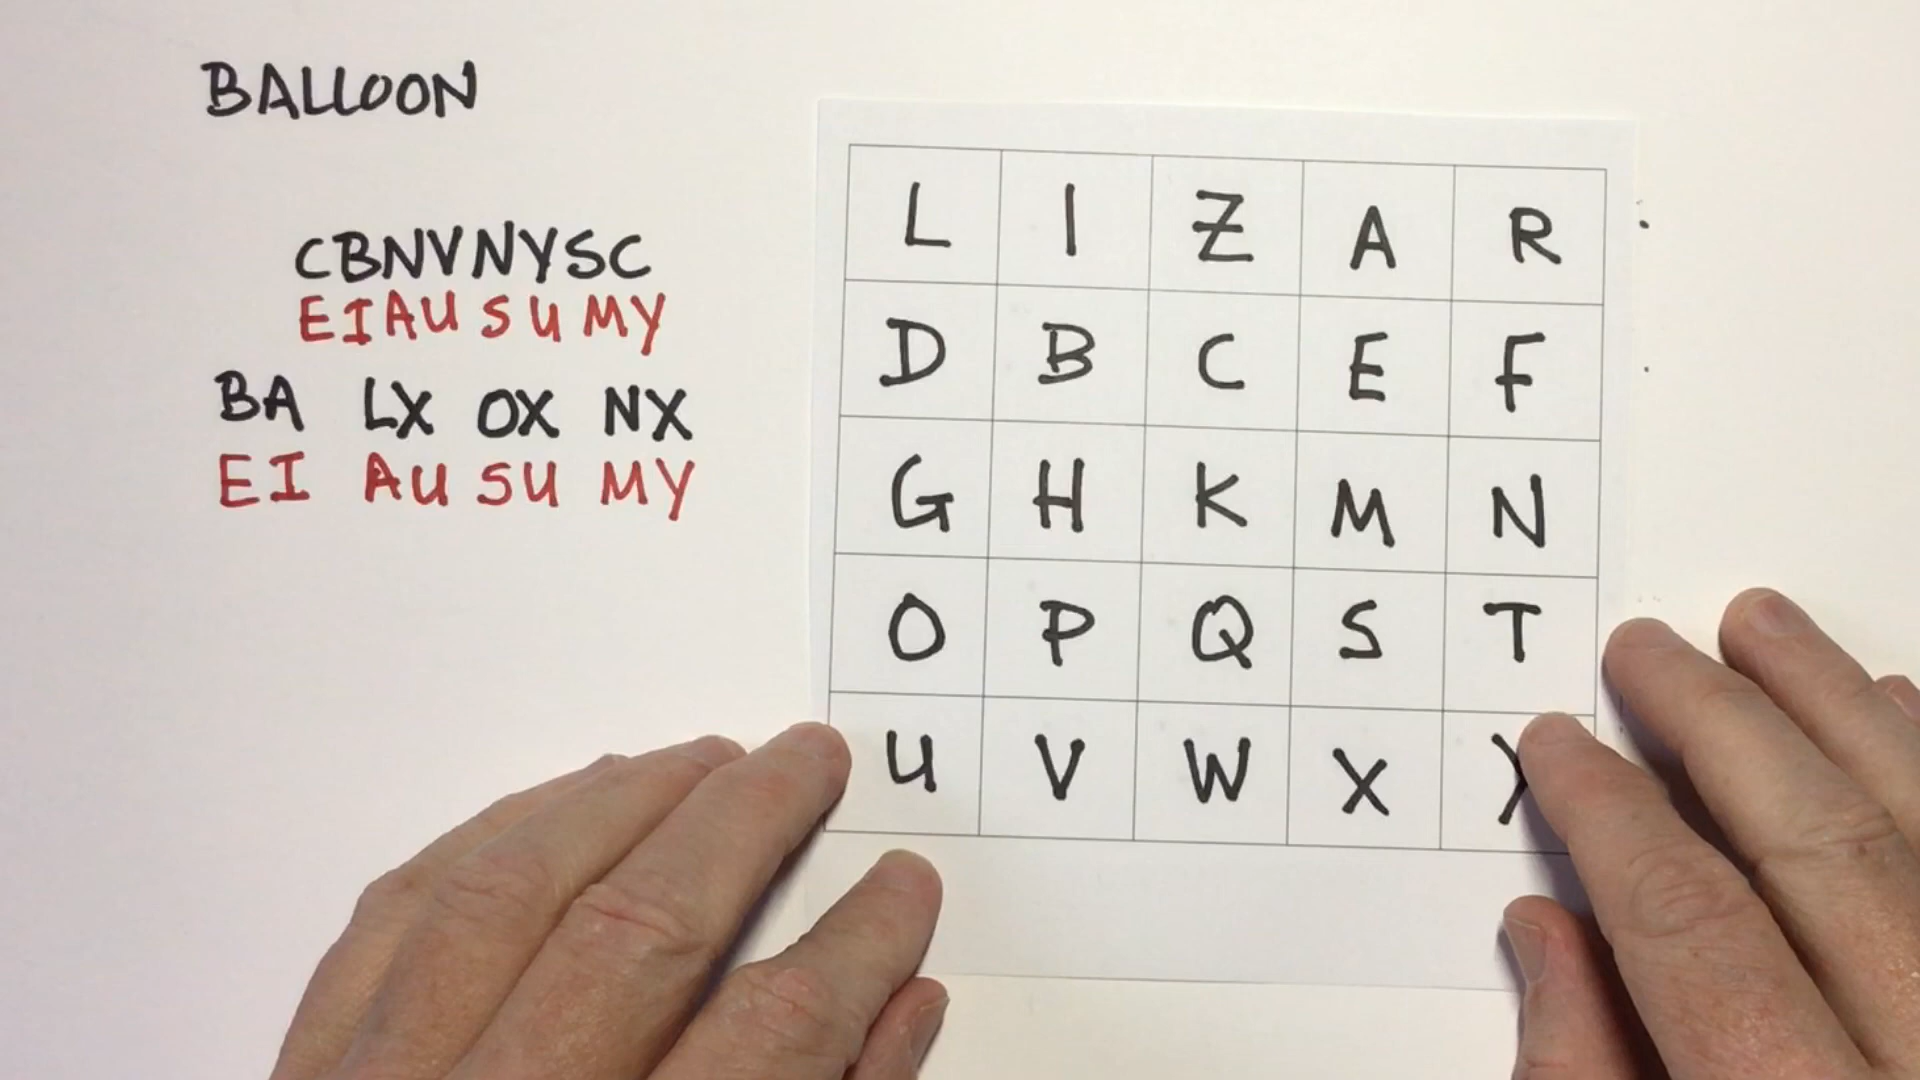 BALLOON
CBNVNYSC
EIAUSUMY
BA LX OX NX
EI AU SU MY
L I Z A R
D B C E F
G H K M N
O P Q S T
U V W X Y